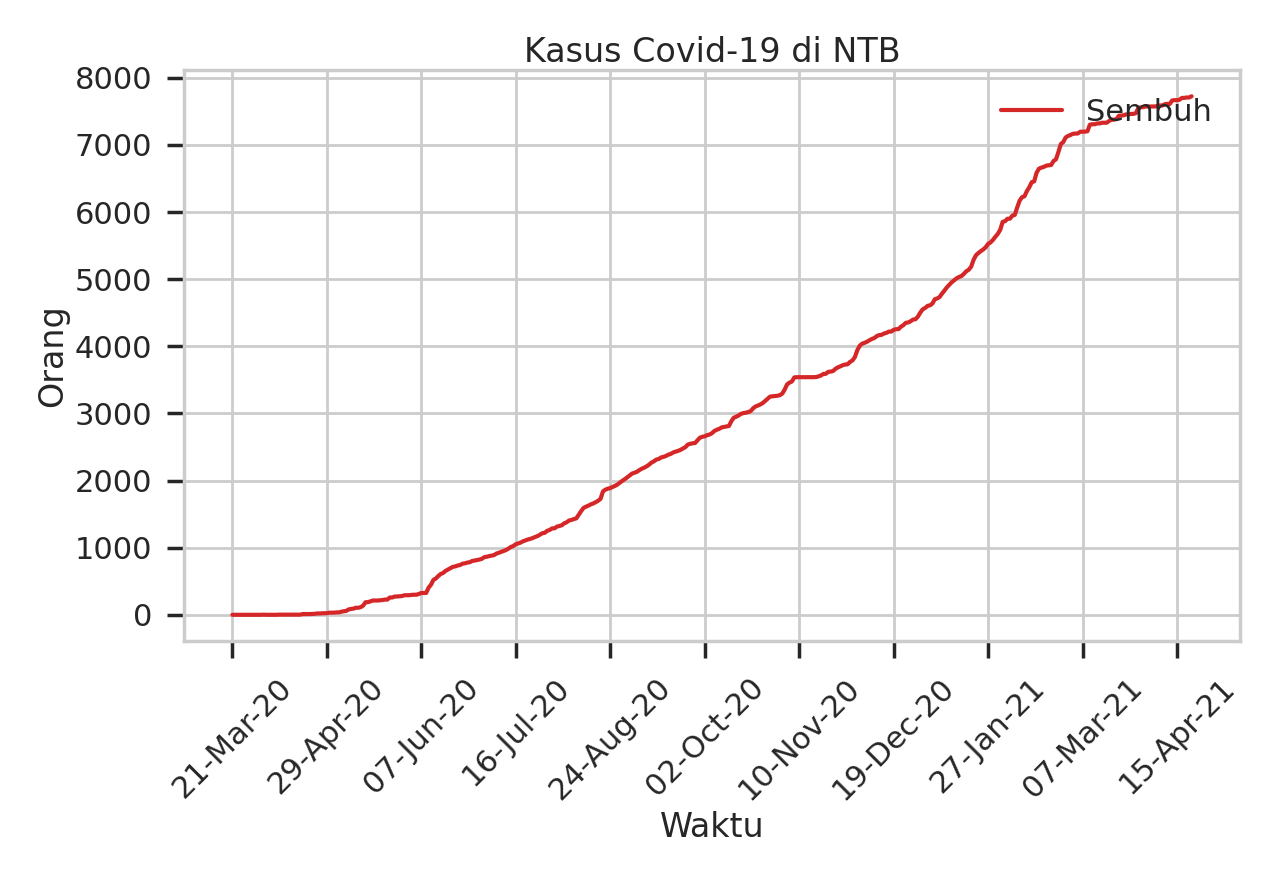 Kasus Covid-19 di NTB
Sembuh
Orang
8000
7000
6000
5000
4000
3000
2000
1000
0
21-Mar-20
29-Apr-20
07-Jun-20
16-Jul-20
24-Aug-20
02-Oct-20
10-Nov-20
19-Dec-20
27-Jan-21
07-Mar-21
15-Apr-21
Waktu